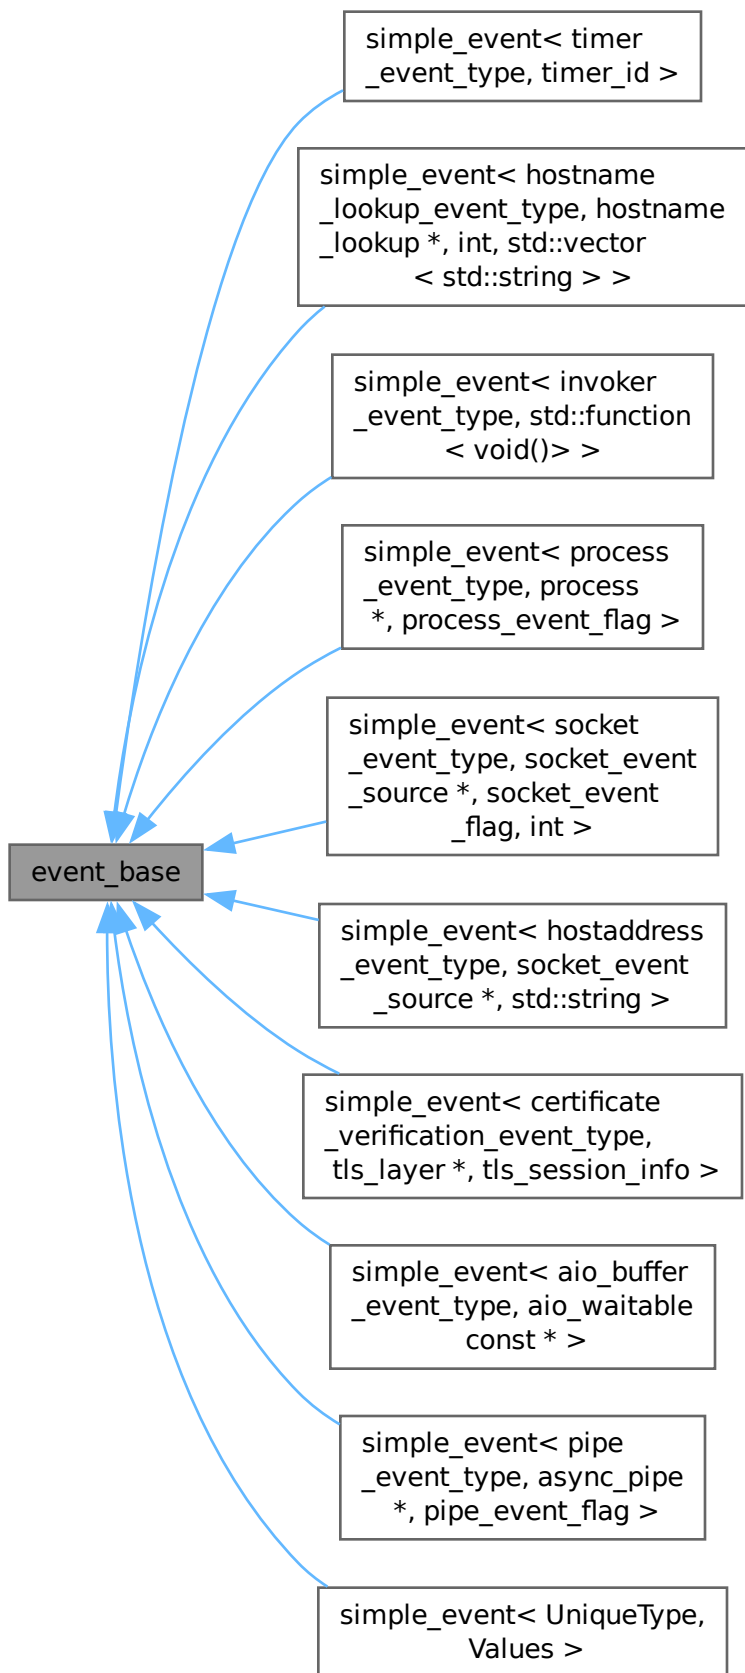 simple_event< timer
_event_type, timer_id >
simple_event< hostname
_lookup_event_type, hostname
_lookup *, int, std::vector
< std::string > >
simple_event< invoker
_event_type, std::function
< void()> >
simple_event< process
_event_type, process
*, process_event_flag >
simple_event< socket
_event_type, socket_event
_source *, socket_event
_flag, int >
event_base
simple_event< hostaddress
_event_type, socket_event
_source *, std::string >
simple_event< certificate
_verification_event_type,
tls_layer *, tls_session_info >
simple_event< aio_buffer
_event_type, aio_waitable
const * >
simple_event< pipe
_event_type, async_pipe
*, pipe_event_flag >
simple_event< UniqueType,
Values >